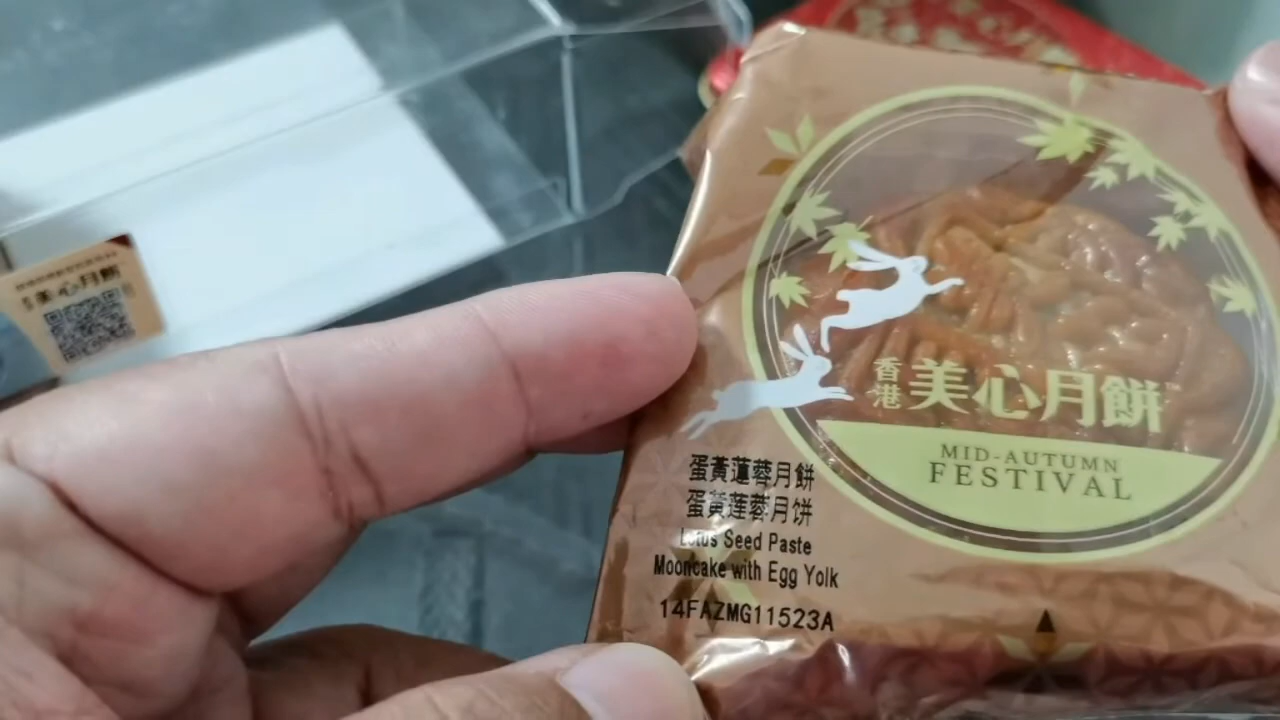 美心月餅
香港 美心月餅
MID-AUTUMN
FESTIVAL
蛋黃蓮蓉月餅
蛋黄莲蓉月饼
Lotus Seed Paste
Mooncake with Egg Yolk
14FAZMG11523A